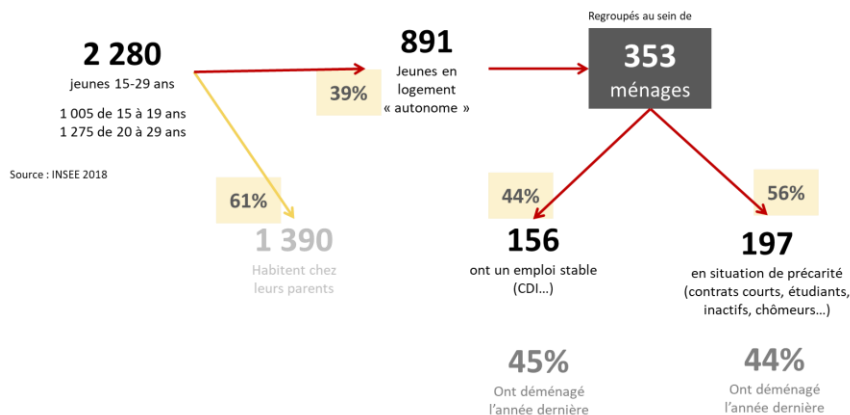 2 280
jeunes 15-29 ans
1 005 de 15 à 19 ans
1 275 de 20 à 29 ans
Source : INSEE 2018
39%
891
Jeunes en
logement
« autonome »
Regroupés au sein de
353
ménages
61%
1 390
Habitent chez
leurs parents
44%
156
ont un emploi stable
(CDI...)
45%
Ont déménagé
l'année dernière
56%
197
en situation de précarité
(contrats courts, étudiants,
inactifs, chômeurs...)
44%
Ont déménagé
l'année dernière